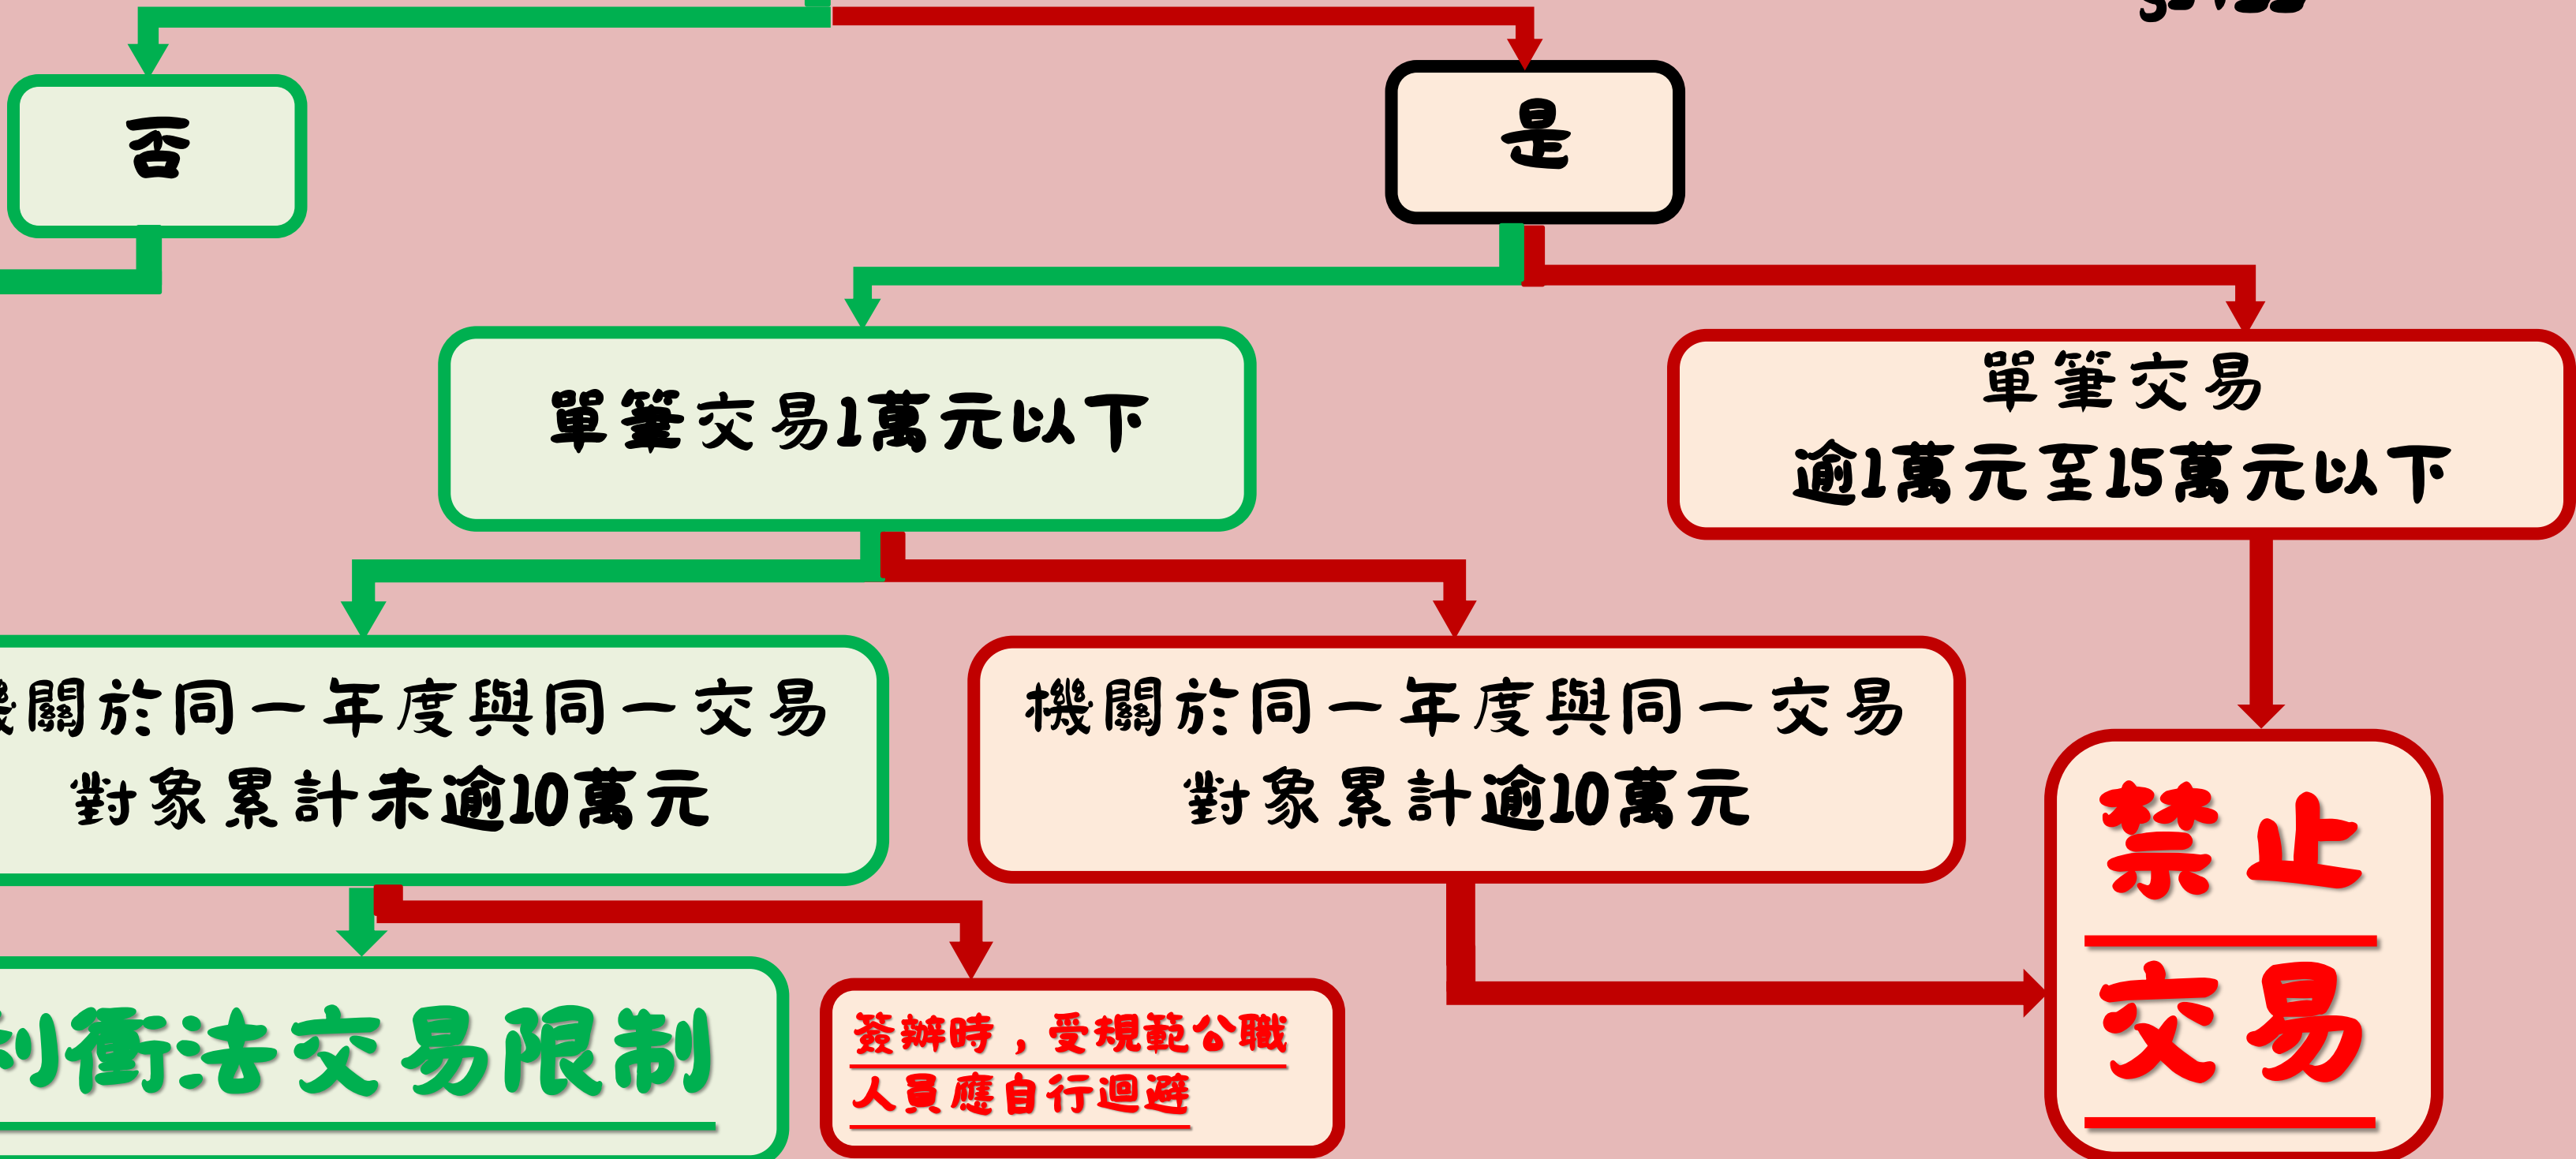 否
是
單筆交易1萬元以下
單筆交易
逾1萬元至15萬元以下
關於同一年度與同一交易
對象累計未逾10萬元
機關於同一年度與同一交易
對象累計逾10萬元
禁止
交易
利衝法交易限制
簽辦時，受規範公職
人員應自行迴避